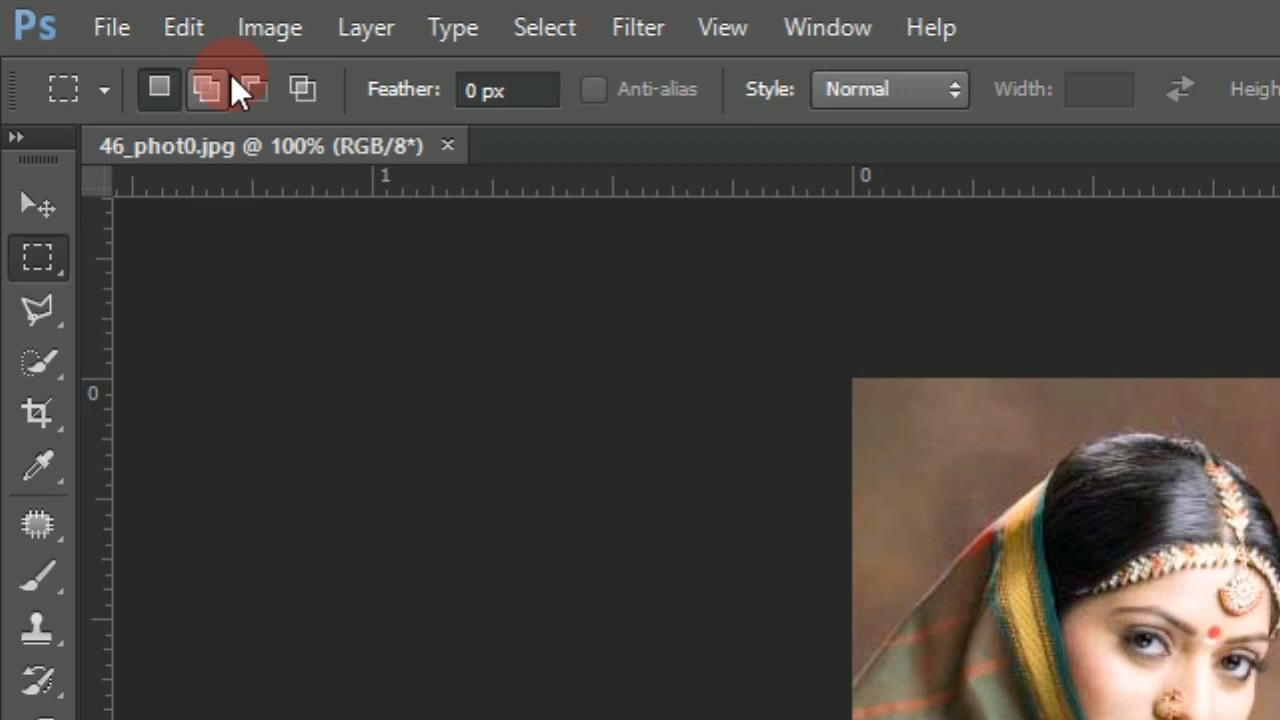 Ps File Edit Image Layer Type Select Filter View Window Help
Feather: 0 px Anti-alias Style: Normal Width:
46_phot0.jpg @ 100% (RGB/8*) ×
1 0
0